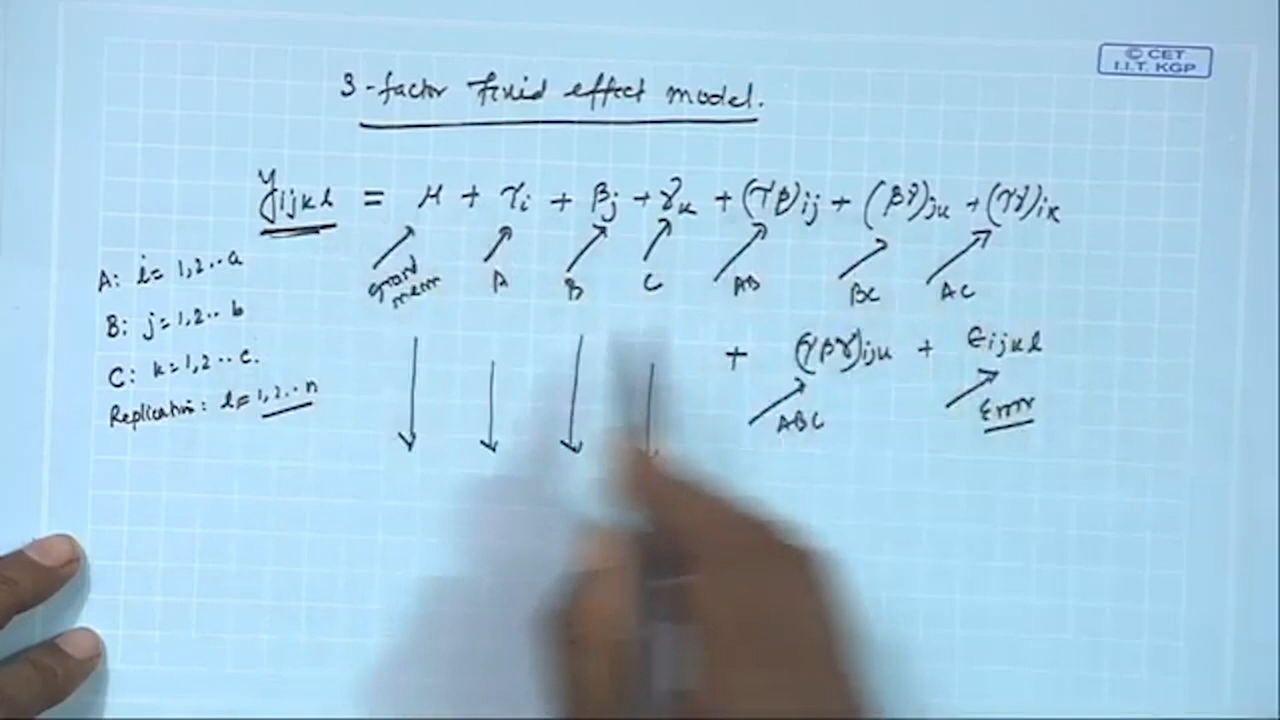 © CET
I.I.T. KGP
3-factor fixed effect model.
yijkl = μ + τi + βj + γk + (τβ)ij + (βγ)jk + (τγ)ik
grand mean A B C AB BC AC
+ (τβγ)ijk + εijkl
ABC Error
A: i = 1,2..a
B: j = 1,2.. b
C: k = 1,2.. c.
Replication: l = 1,2.. n